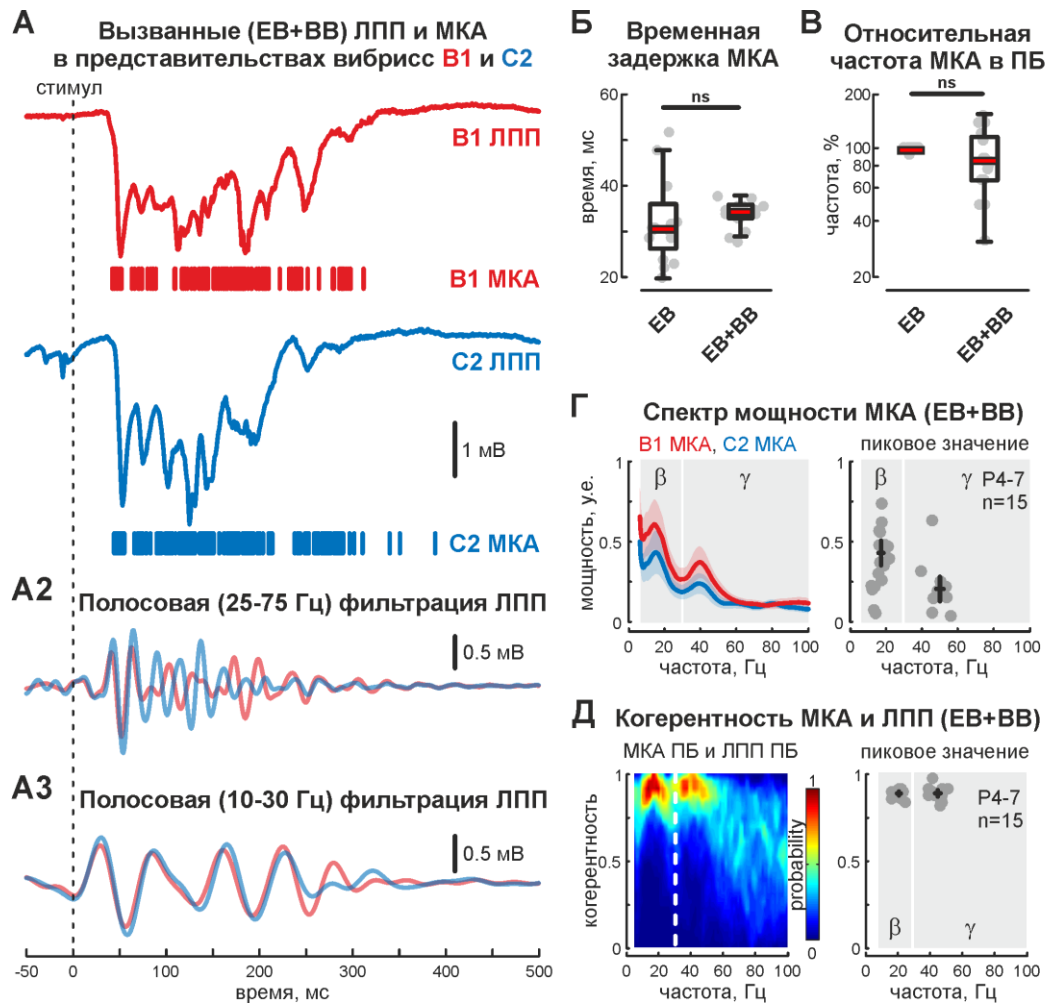 А
Вызванные (ЕВ+ВВ) ЛПП и МКА
в представительствах вибрисс В1 и С2
стимул
В1 ЛПП
В1 МКА
С2 ЛПП
1 мВ
С2 МКА
А2
Полосовая (25-75 Гц) фильтрация ЛПП
0.5 мВ
А3
Полосовая (10-30 Гц) фильтрация ЛПП
0.5 мВ
-50 0 100 200 300 400 500
время, мс
Б
Временная
задержка МКА
ns
60
40
20
время, мс
ЕВ
ЕВ+ВВ
В
Относительная
частота МКА в ПБ
ns
200
100
80
60
40
20
частота, %
ЕВ
ЕВ+ВВ
Г
Спектр мощности МКА (ЕВ+ВВ)
В1 МКА, С2 МКА
β
γ
1
0.5
0
мощность, у.е.
0 20 40 60 80 100
частота, Гц
пиковое значение
β
γ
P4-7
n=15
1
0.5
0
0 20 40 60 80 100
частота, Гц
Д
Когерентность МКА и ЛПП (ЕВ+ВВ)
МКА ПБ и ЛПП ПБ
1
0.5
0
когерентность
0 20 40 60 80 100
частота, Гц
1
probability
0
пиковое значение
P4-7
n=15
β
γ
1
0.5
0
0 20 40 60 80 100
частота, Гц